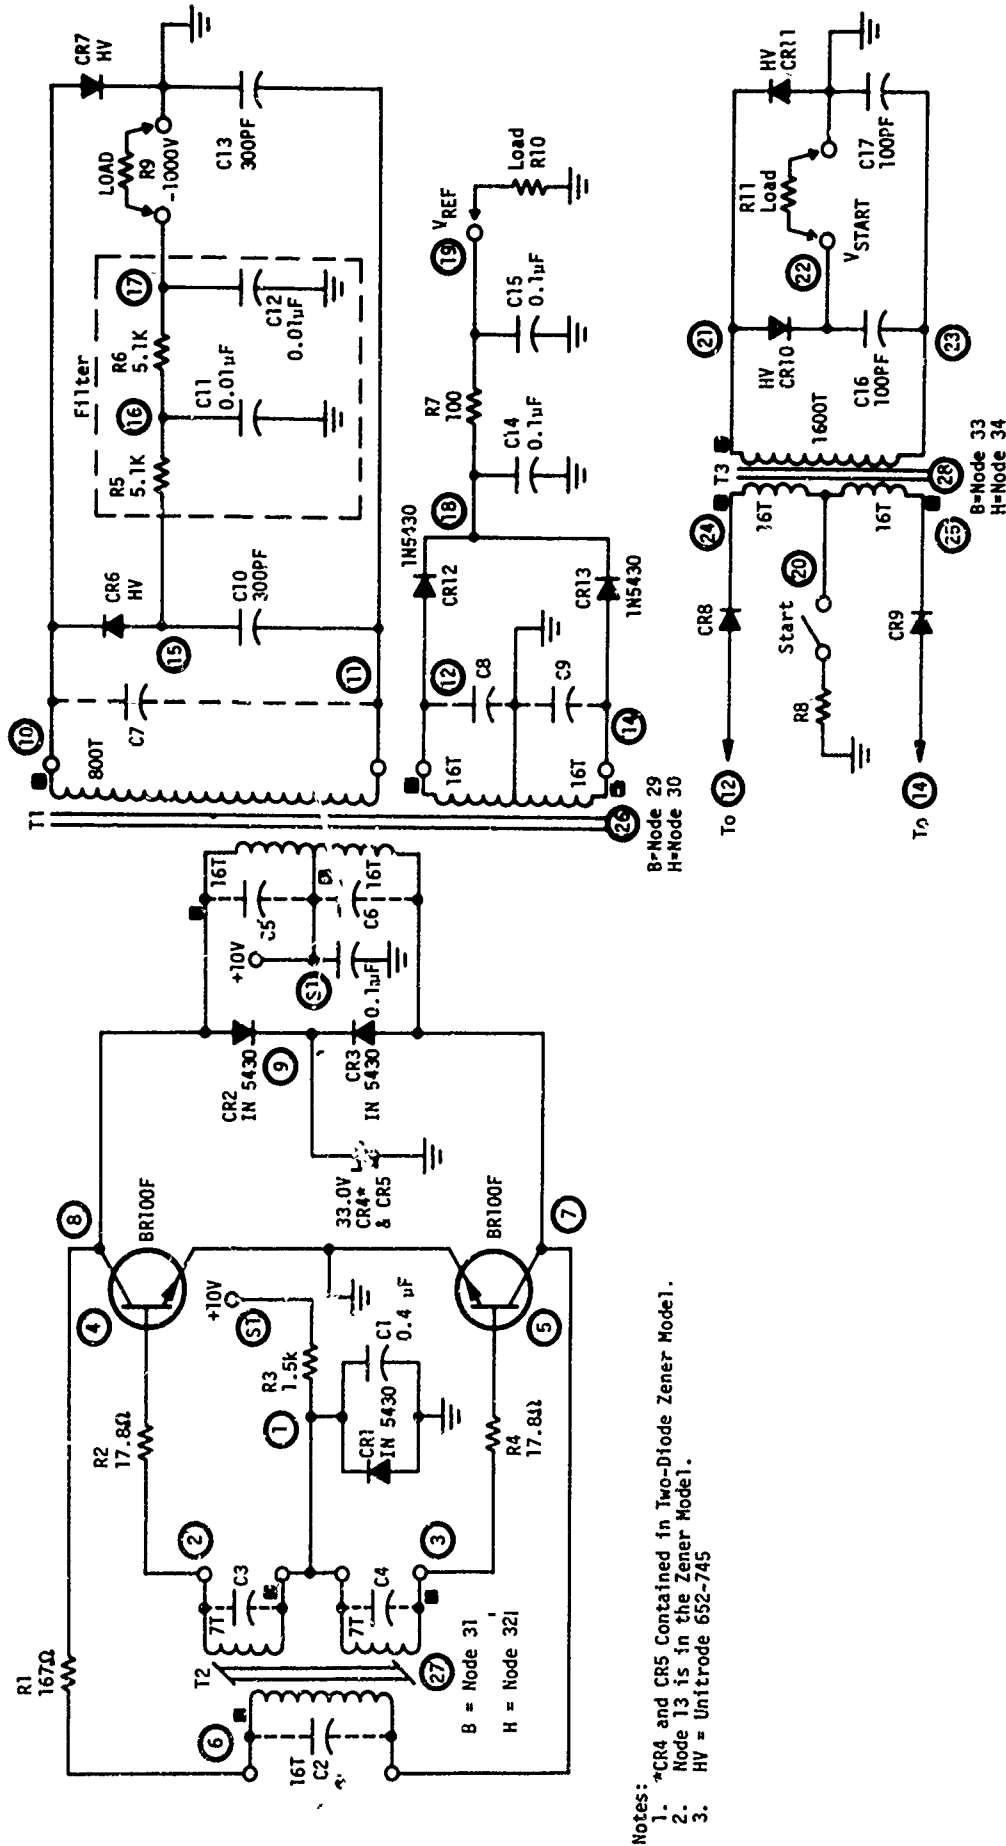 R1
167Ω
6
16T
C2
T2
7T
C3
2
7T
C4
3
27
B = Node 31
H = Node 32
R2
17.8Ω
4
BR100F
8
+10V
S1
R3
1.5k
1
CR1
IN 5430
C1
0.4 µF
R4
17.8Ω
5
BR100F
7
33.0V
CR4*
& CR5
CR2
IN 5430
9
CR3
IN 5430
+10V
S1
0.1µF
16T
C5
C6
16T
T1
26
B=Node 29
H=Node 30
10
800T
C7
11
CR6
HV
15
C10
300PF
Filter
R5
5.1K
16
R6
5.1K
17
C11
0.01µF
C12
0.01µF
LOAD
R9
-1000V
CR7
HV
C13
300PF
16T
12
C8
C9
16T
14
1N5430
CR12
CR13
1N5430
18
R7
100
C14
0.1µF
C15
0.1µF
19
VREF
Load
R10
To 12
CR8
24
R8
Start
20
To 14
CR9
25
16T
16T
T3
28
B=Node 33
H=Node 34
1600T
21
HV
CR10
22
C16
100PF
23
R11
Load
VSTART
HV
CR11
C17
100PF
Notes:
1. *CR4 and CR5 Contained in Two-Diode Zener Model.
2. Node 13 is in the Zener Model.
3. HV = Unitrode 652-745